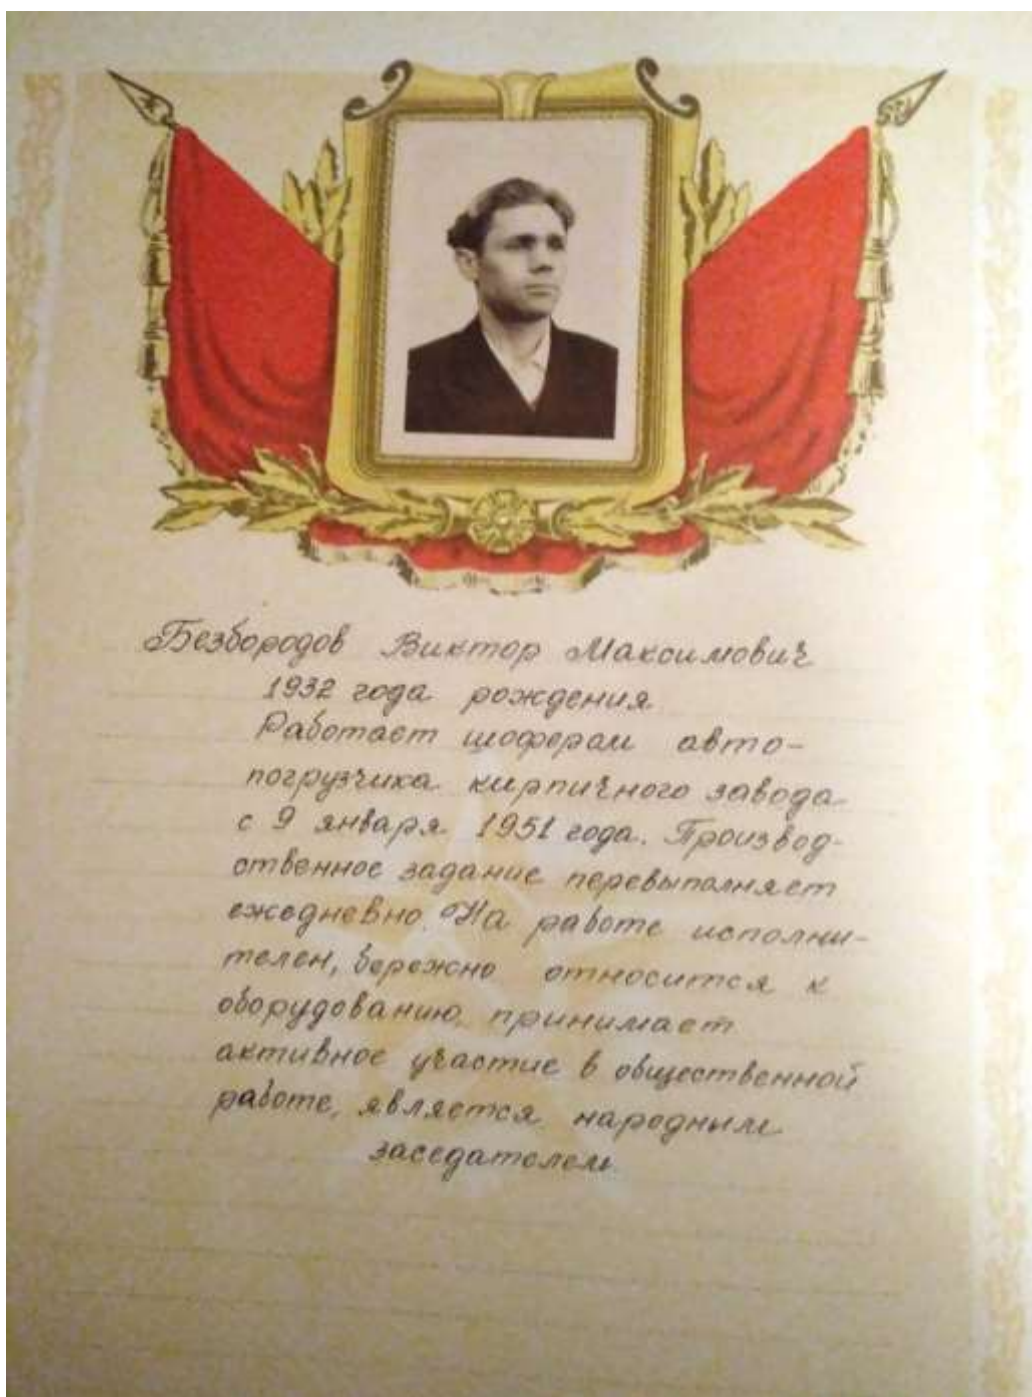 Безбородов Виктор Максимович
1932 года рождения
Работает шофером авто-
погрузчика кирпичного завода
с 9 января 1951 года. Производ-
ственное задание перевыполняет
ежедневно. На работе исполни-
телен, бережно относится к
оборудованию, принимает
активное участие в общественной
работе, является народным
заседателем.